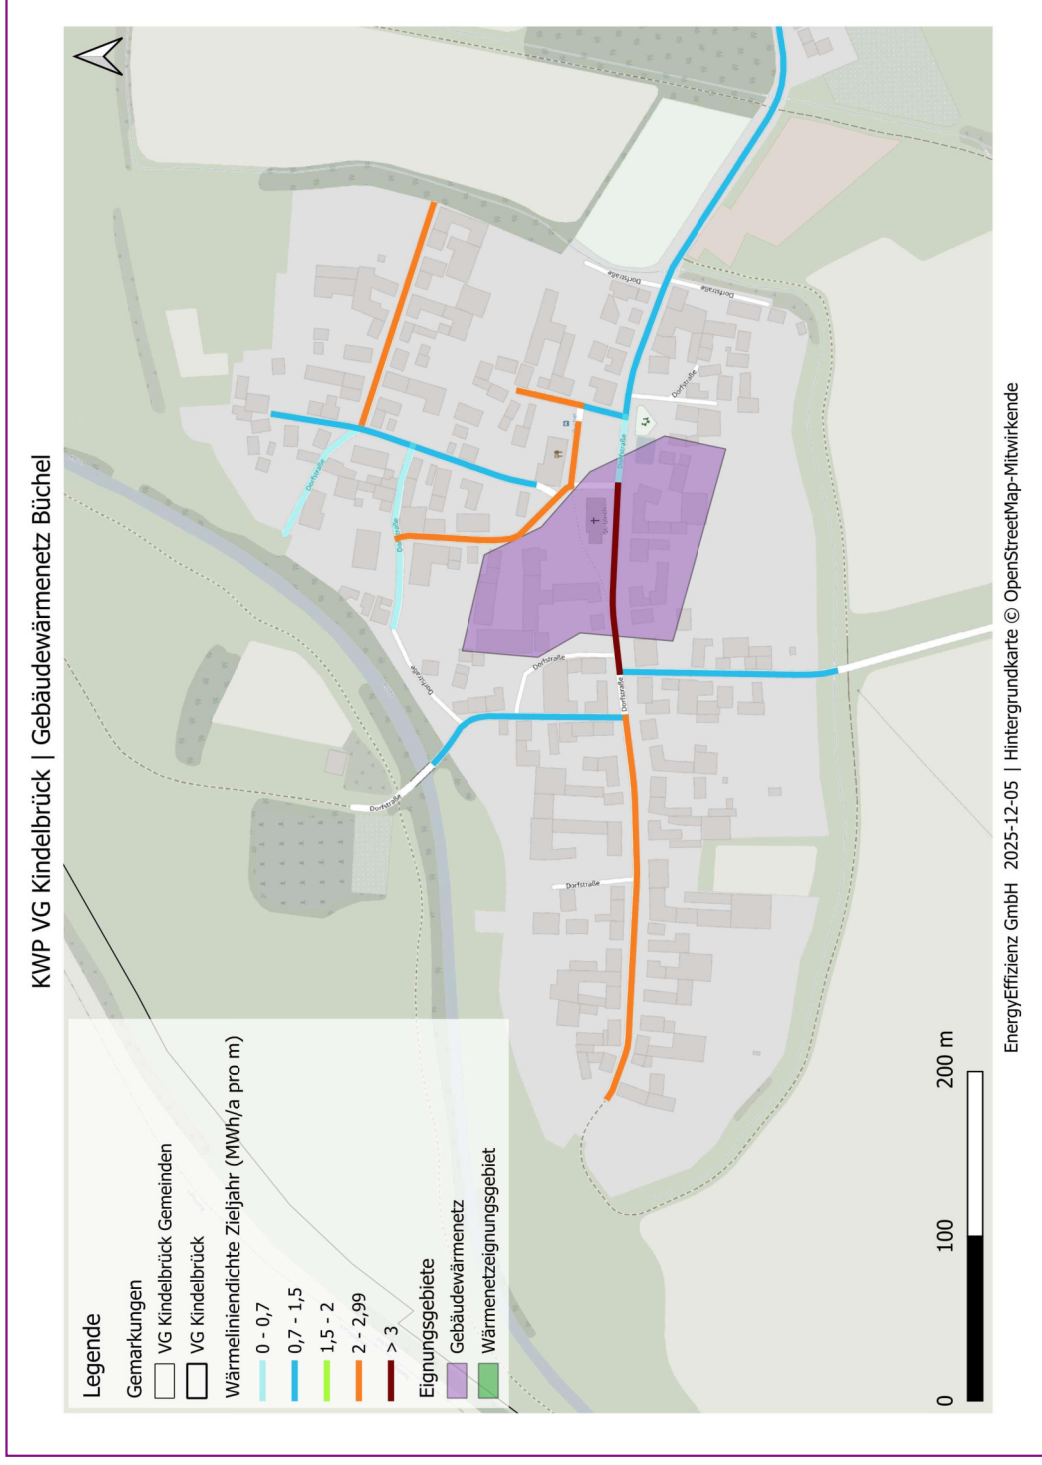 KWP VG Kindelbrück | Gebäudewärmenetz Büchel
Dorfstraße
Dorfstraße
Dorfstraße
Dorfstraße
Dorfstraße
Dorfstraße
Dorfstraße
Dorfstraße
Dorfstraße
Dorfstraße
Dorfstraße
Legende
Gemarkungen
VG Kindelbrück Gemeinden
VG Kindelbrück
Wärmeliniendichte Zieljahr (MWh/a pro m)
0 - 0,7
0,7 - 1,5
1,5 - 2
2 - 2,99
> 3
Eignungsgebiete
Gebäudewärmenetz
Wärmenetzeignungsgebiet
0 100 200 m
EnergyEffizienz GmbH 2025-12-05 | Hintergrundkarte © OpenStreetMap-Mitwirkende